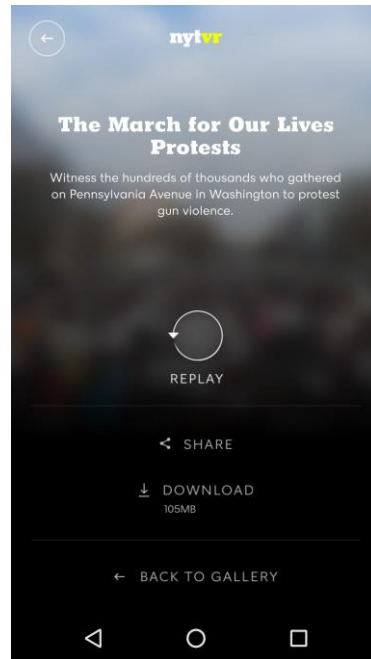 nytvr
The March for Our Lives
Protests
Witness the hundreds of thousands who gathered
on Pennsylvania Avenue in Washington to protest
gun violence.
REPLAY
SHARE
DOWNLOAD
105MB
BACK TO GALLERY